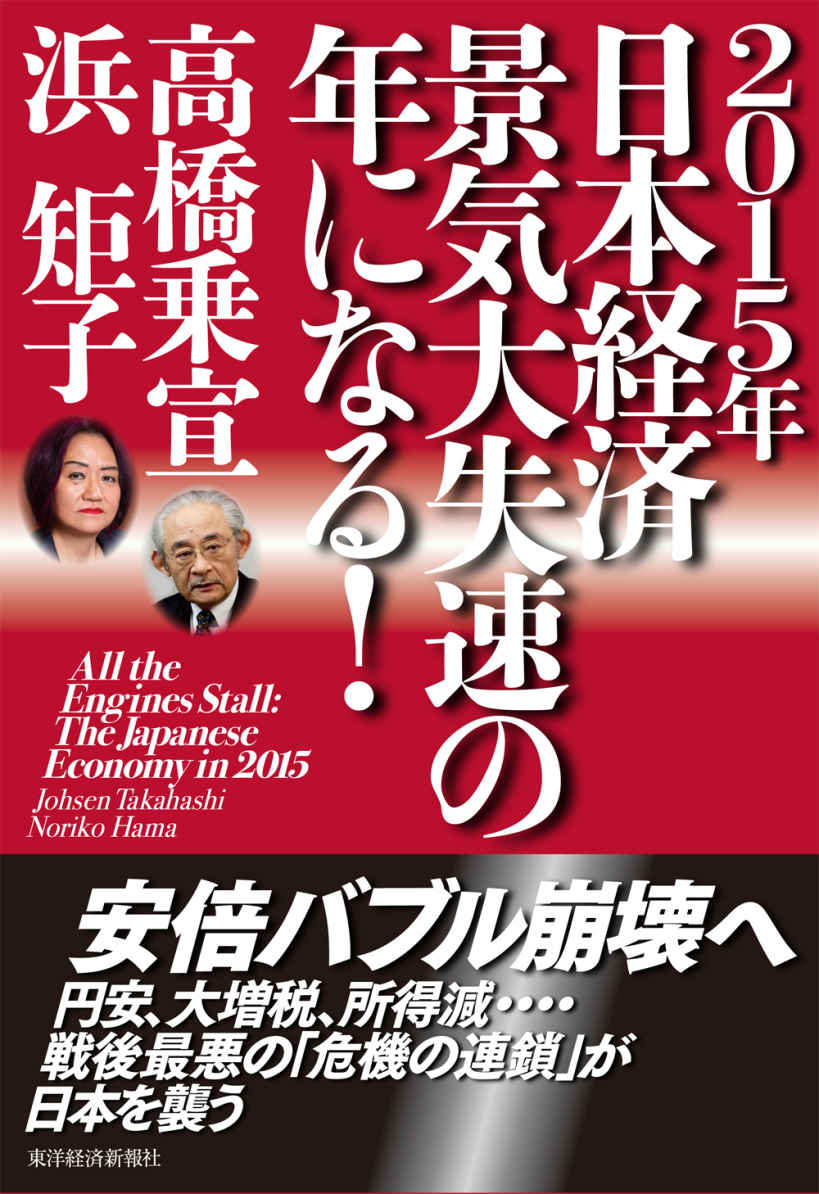 2015年
日本経済
景気大失速の
年になる!
高橋乗宣
浜 矩子
All the
Engines Stall:
The Japanese
Economy in 2015
Johsen Takahashi
Noriko Hama
安倍バブル崩壊へ
円安、大増税、所得減‥‥
戦後最悪の「危機の連鎖」が
日本を襲う
東洋経済新報社